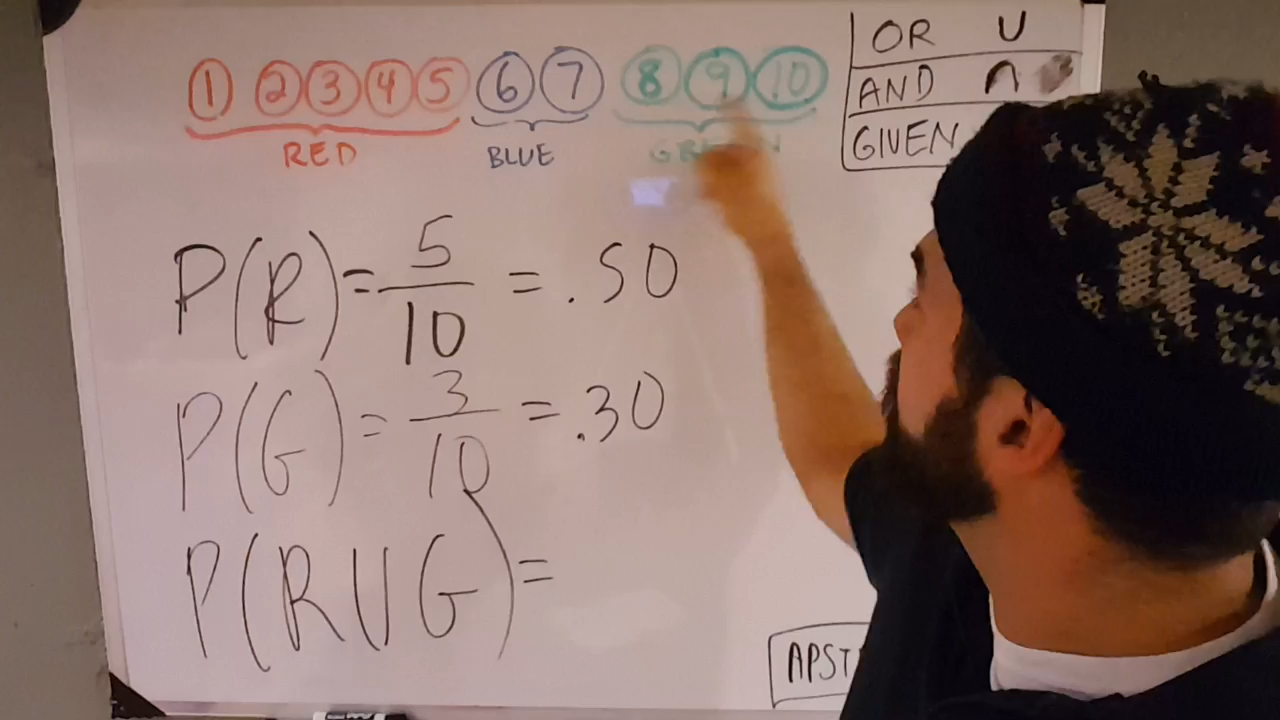 1 2 3 4 5 6 7 8 9 10
RED BLUE GREEN
OR ∪
AND ∩
GIVEN
P(R) = 5/10 = .50
P(G) = 3/10 = .30
P(R∪G) =